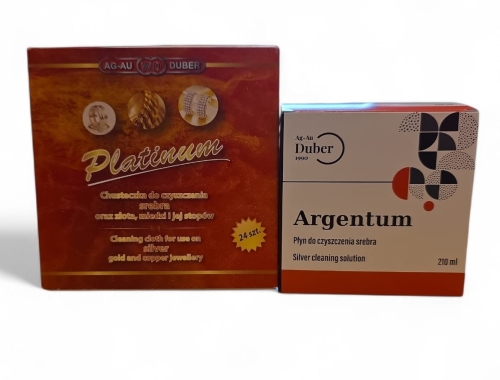 AG-AU DUBER
Platinum
Chusteczka do czyszczenia
srebra
oraz złota, miedzi i jej stopów
Cleaning cloth for use on
silver
gold and copper jewellery
24 szt.
Ag-Au
Duber
1990
Argentum
Płyn do czyszczenia srebra
Silver cleaning solution
210 ml